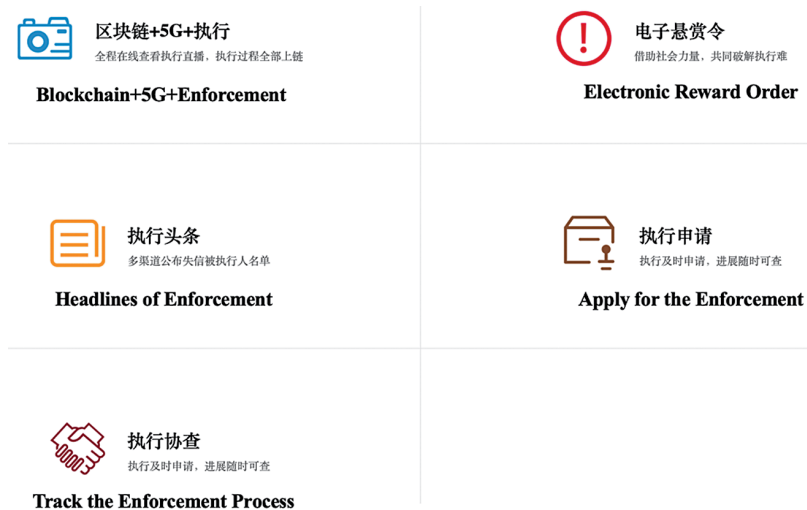 区块链+5G+执行
全程在线查看执行直播，执行过程全部上链
Blockchain+5G+Enforcement
电子悬赏令
借助社会力量，共同破解执行难
Electronic Reward Order
执行头条
多渠道公布失信被执行人名单
Headlines of Enforcement
执行申请
执行及时申请，进展随时可查
Apply for the Enforcement
执行协查
执行及时申请，进展随时可查
Track the Enforcement Process